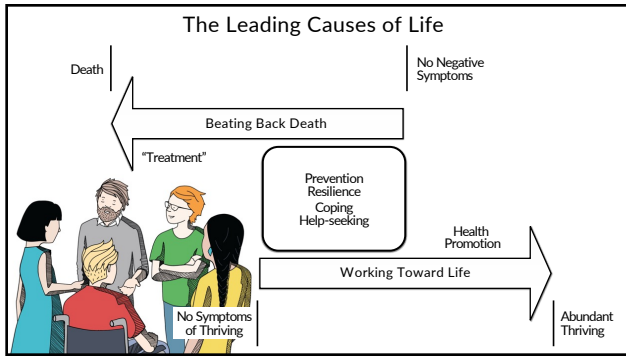 The Leading Causes of Life
Death
No Negative
Symptoms
Beating Back Death
“Treatment”
Prevention
Resilience
Coping
Help-seeking
Health
Promotion
Working Toward Life
No Symptoms
of Thriving
Abundant
Thriving